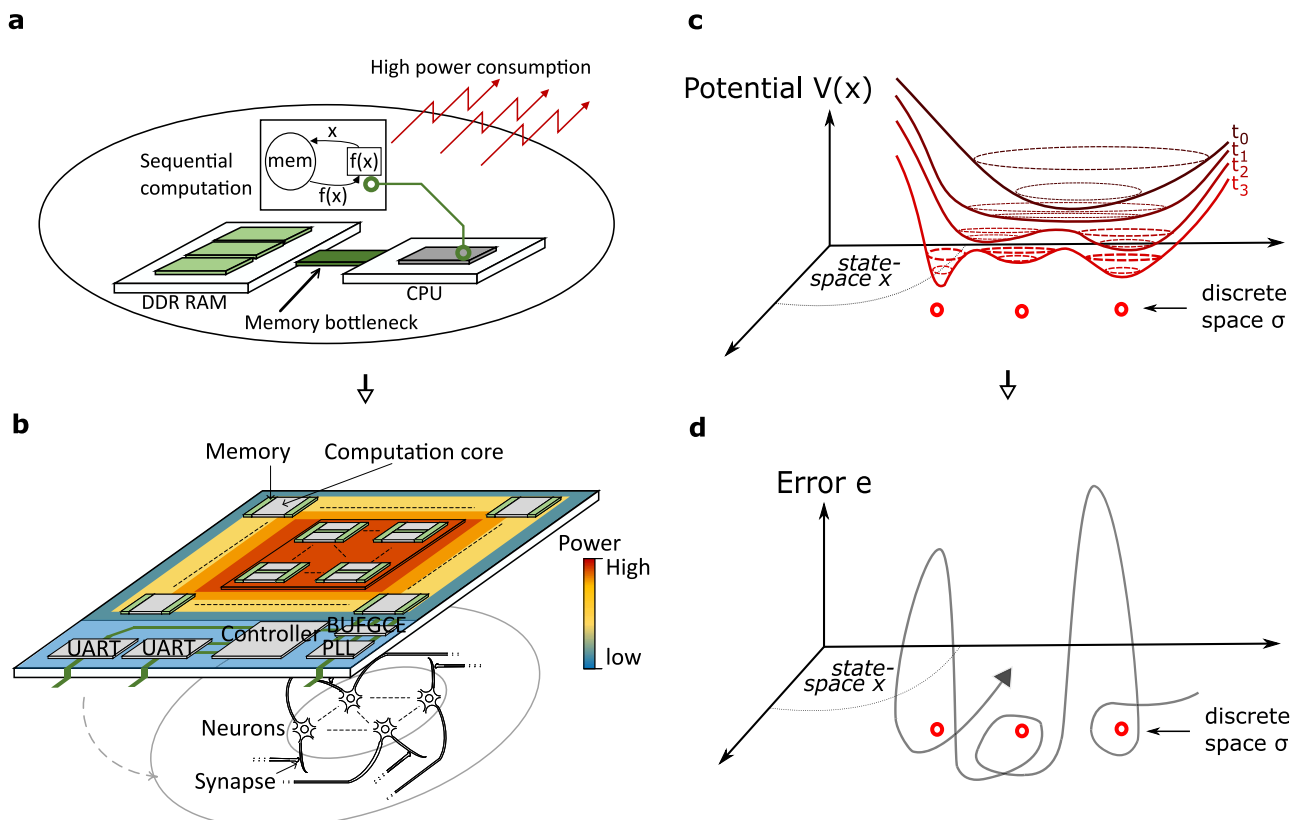 a
High power consumption
x
mem
f(x)
f(x)
Sequential
computation
DDR RAM
CPU
Memory bottleneck
b
Memory
Computation core
Power
High
low
BUFGCE
Controller
UART
UART
PLL
Neurons
Synapse
c
Potential V(x)
t₀
t₁
t₂
t₃
state-
space x
discrete
space σ
d
Error e
state-
space x
discrete
space σ